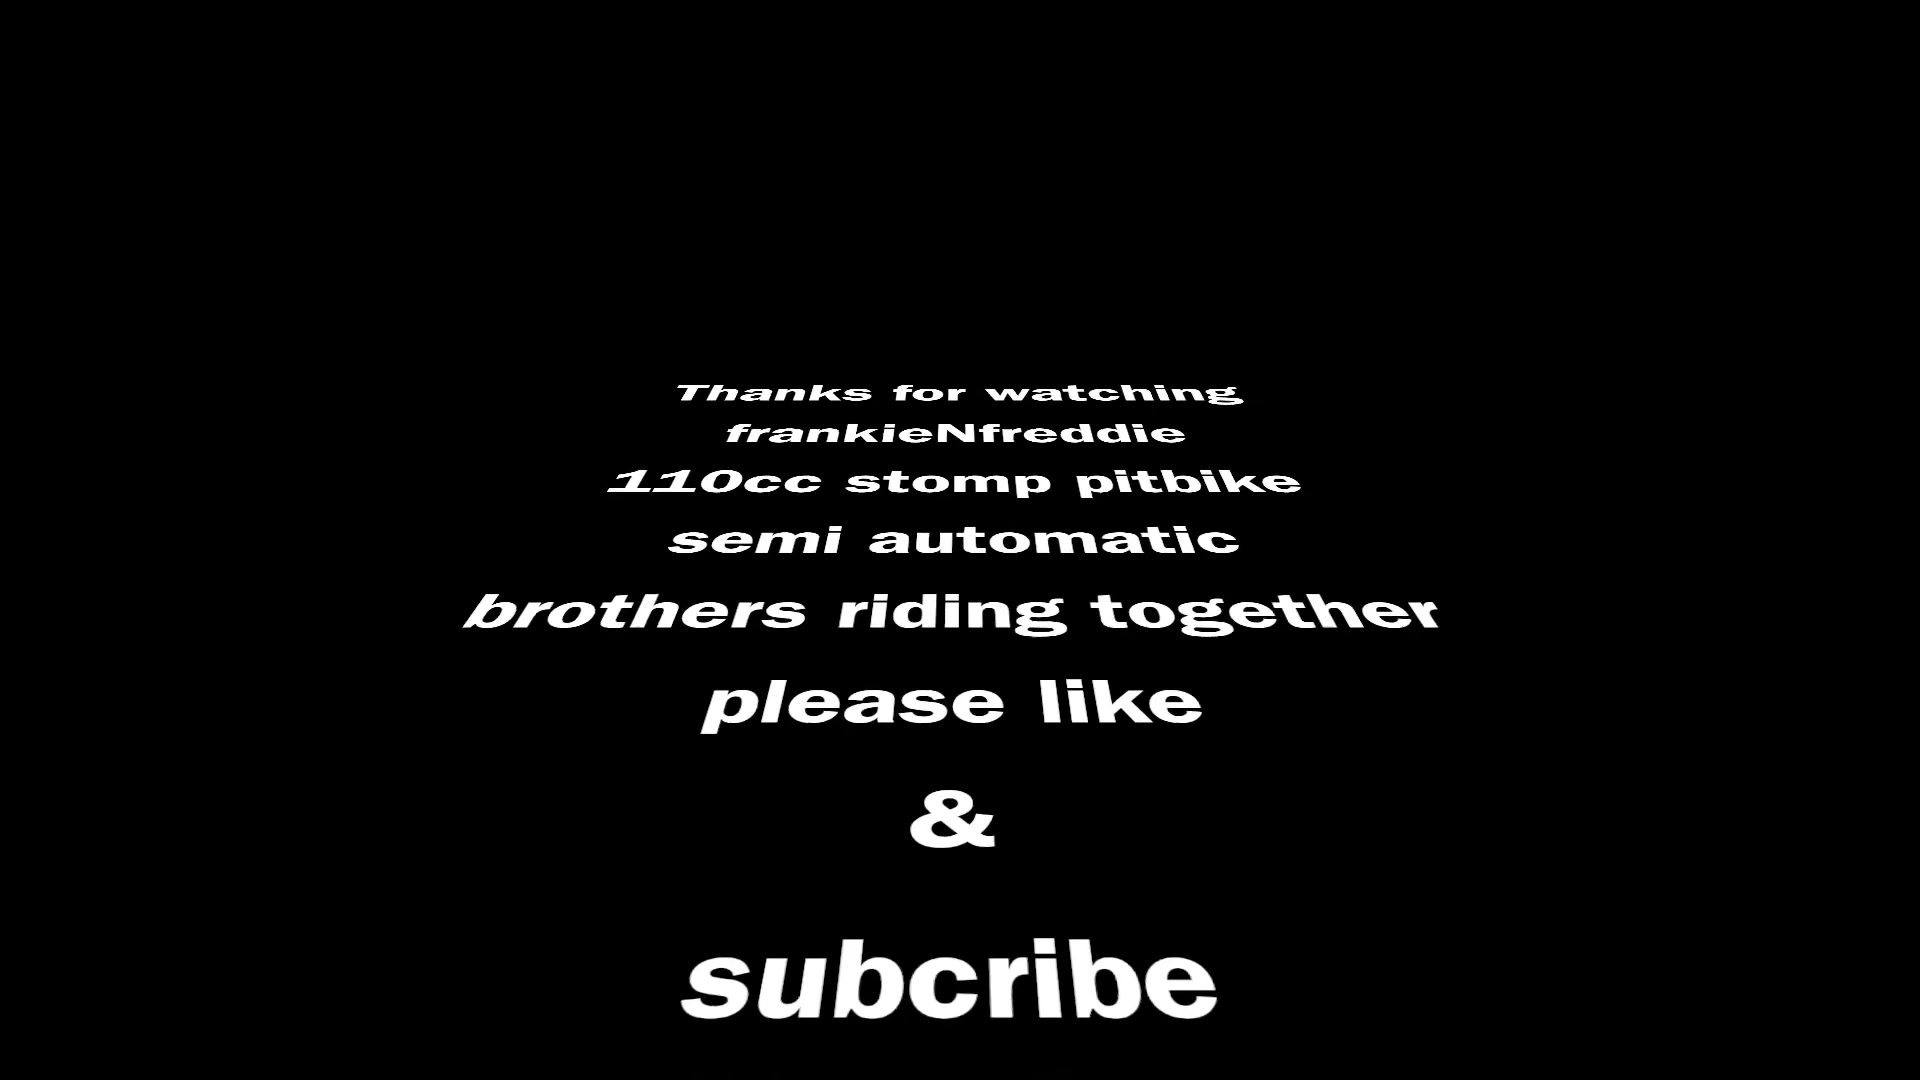 Thanks for watching
frankieNfreddie
110cc stomp pitbike
semi automatic
brothers riding together
please like
&
subcribe